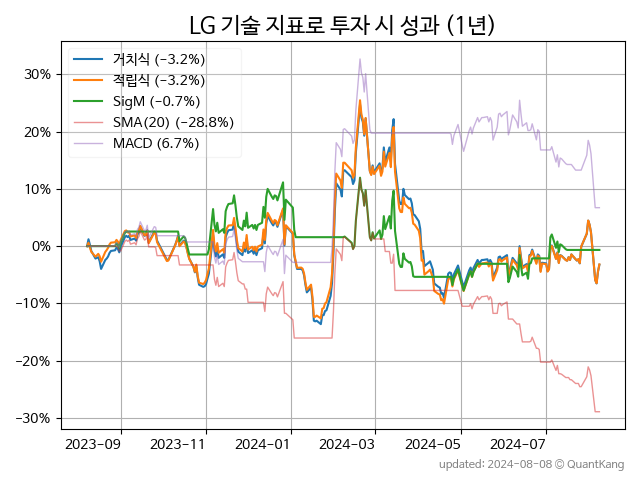 LG 기술 지표로 투자 시 성과 (1년)
거치식 (−3.2%)
적립식 (−3.2%)
SigM (−0.7%)
SMA(20) (−28.8%)
MACD (6.7%)
30%
20%
10%
0%
−10%
−20%
−30%
2023-09 2023-11 2024-01 2024-03 2024-05 2024-07
updated: 2024-08-08 © QuantKang